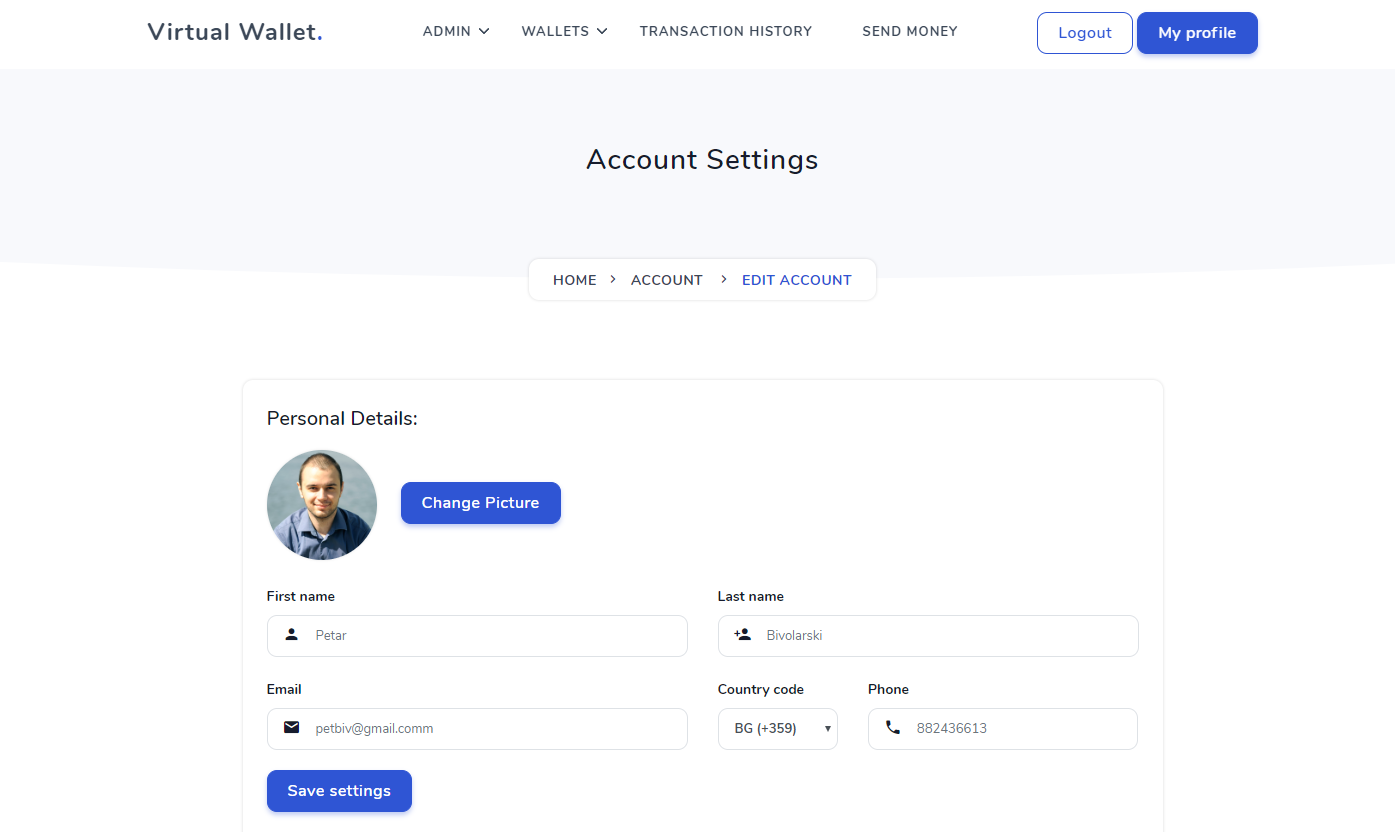 Virtual Wallet. ADMIN WALLETS TRANSACTION HISTORY SEND MONEY Logout My profile
Account Settings
HOME > ACCOUNT > EDIT ACCOUNT
Personal Details:
Change Picture
First name Last name
Petar Bivolarski
Email Country code Phone
petbiv@gmail.comm BG (+359) 882436613
Save settings